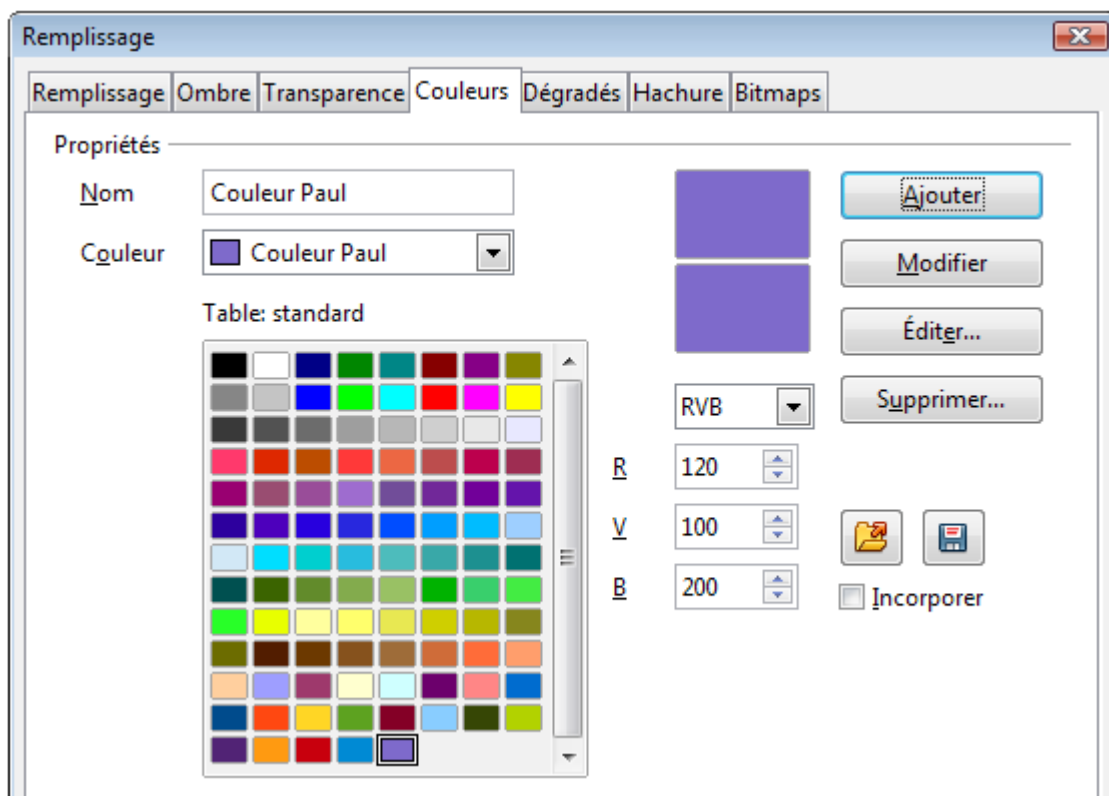 Remplissage
Remplissage Ombre Transparence Couleurs Dégradés Hachure Bitmaps
Propriétés
Nom Couleur Paul Ajouter
Couleur Couleur Paul Modifier
Table: standard Éditer...
RVB Supprimer...
R 120
V 100
B 200 Incorporer